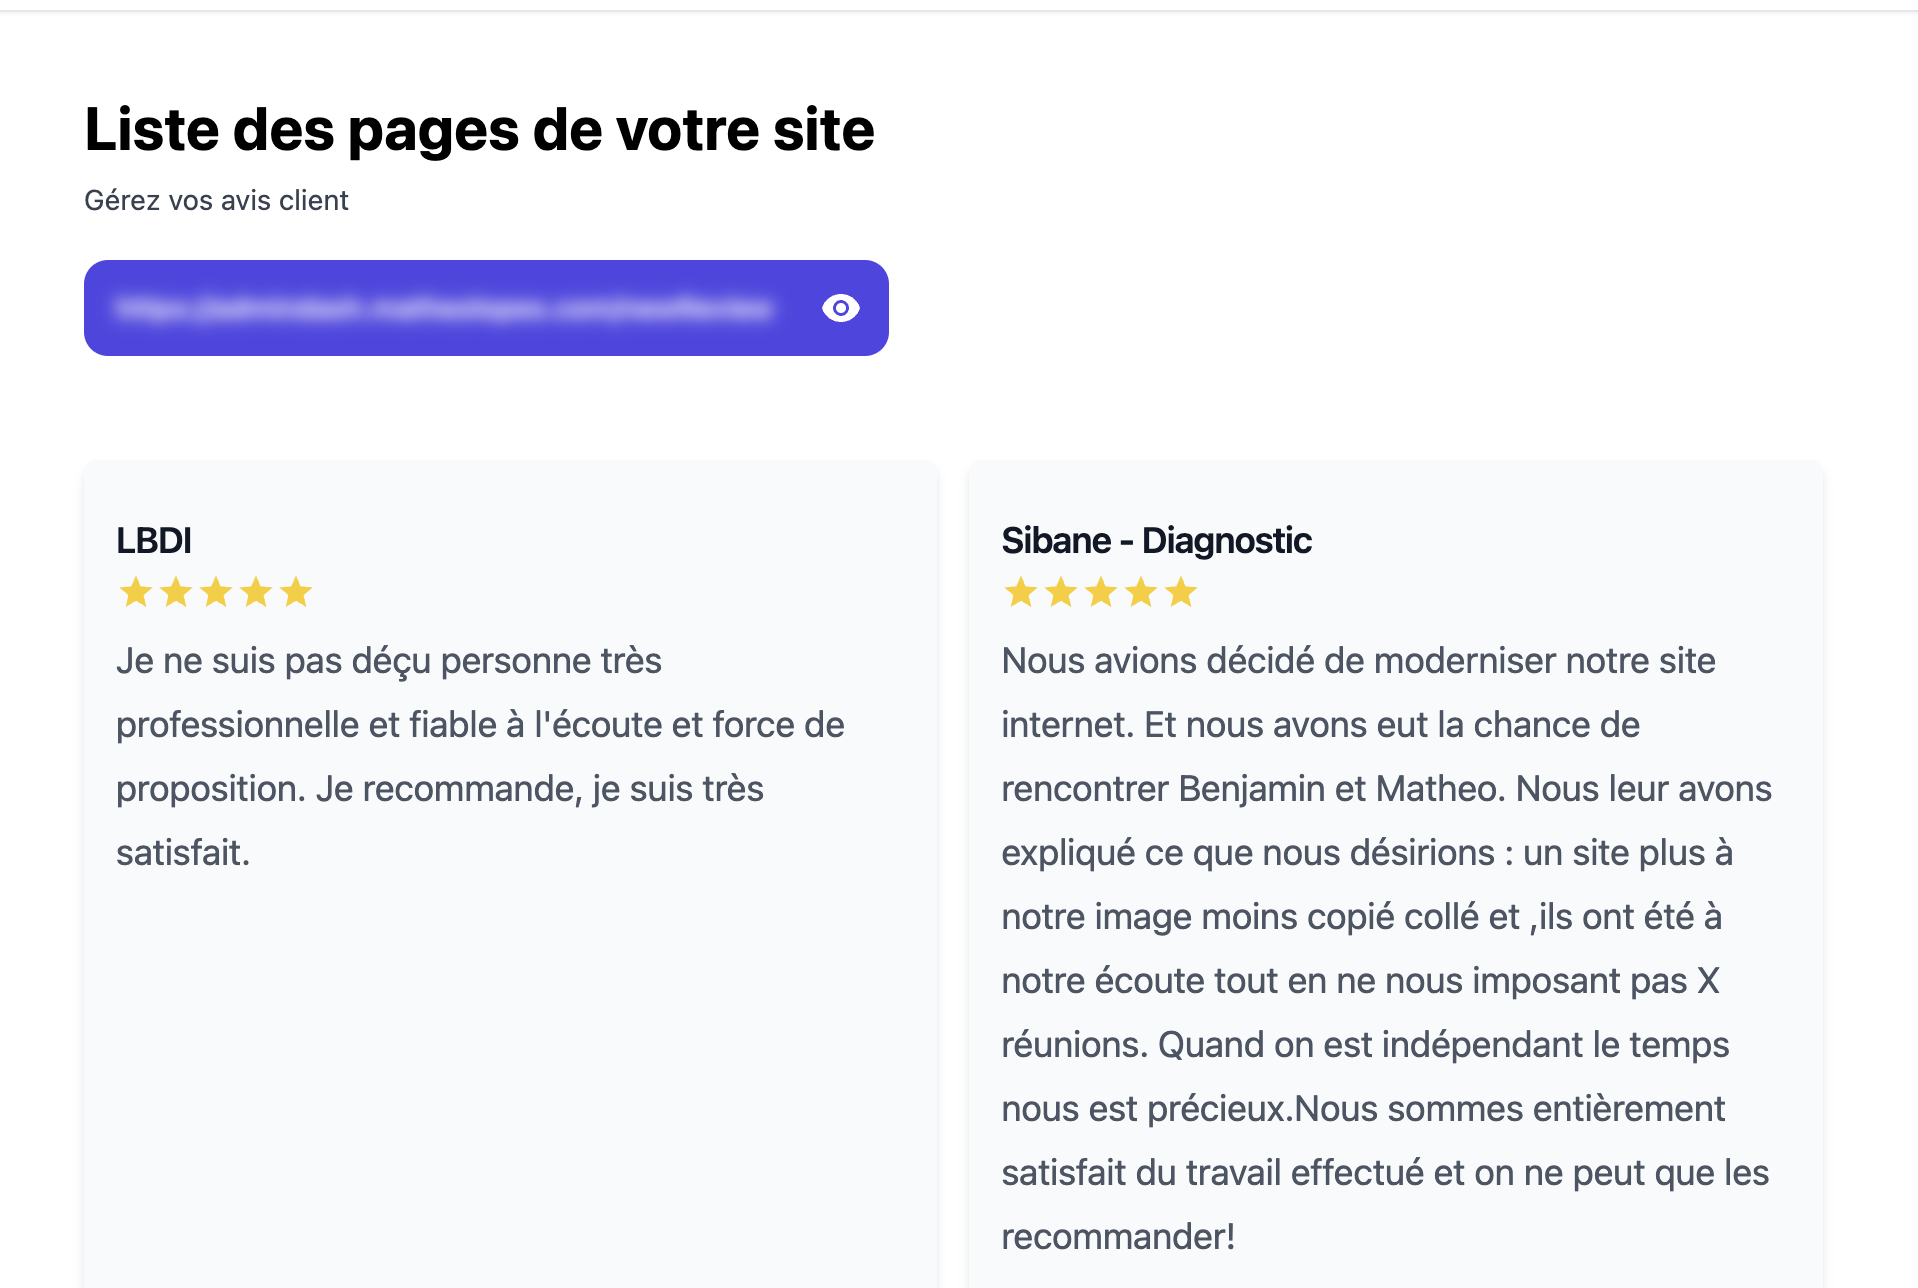 Liste des pages de votre site
Gérez vos avis client
LBDI
Je ne suis pas déçu personne très
professionnelle et fiable à l'écoute et force de
proposition. Je recommande, je suis très
satisfait.
Sibane - Diagnostic
Nous avions décidé de moderniser notre site
internet. Et nous avons eut la chance de
rencontrer Benjamin et Matheo. Nous leur avons
expliqué ce que nous désirions : un site plus à
notre image moins copié collé et ,ils ont été à
notre écoute tout en ne nous imposant pas X
réunions. Quand on est indépendant le temps
nous est précieux.Nous sommes entièrement
satisfait du travail effectué et on ne peut que les
recommander!